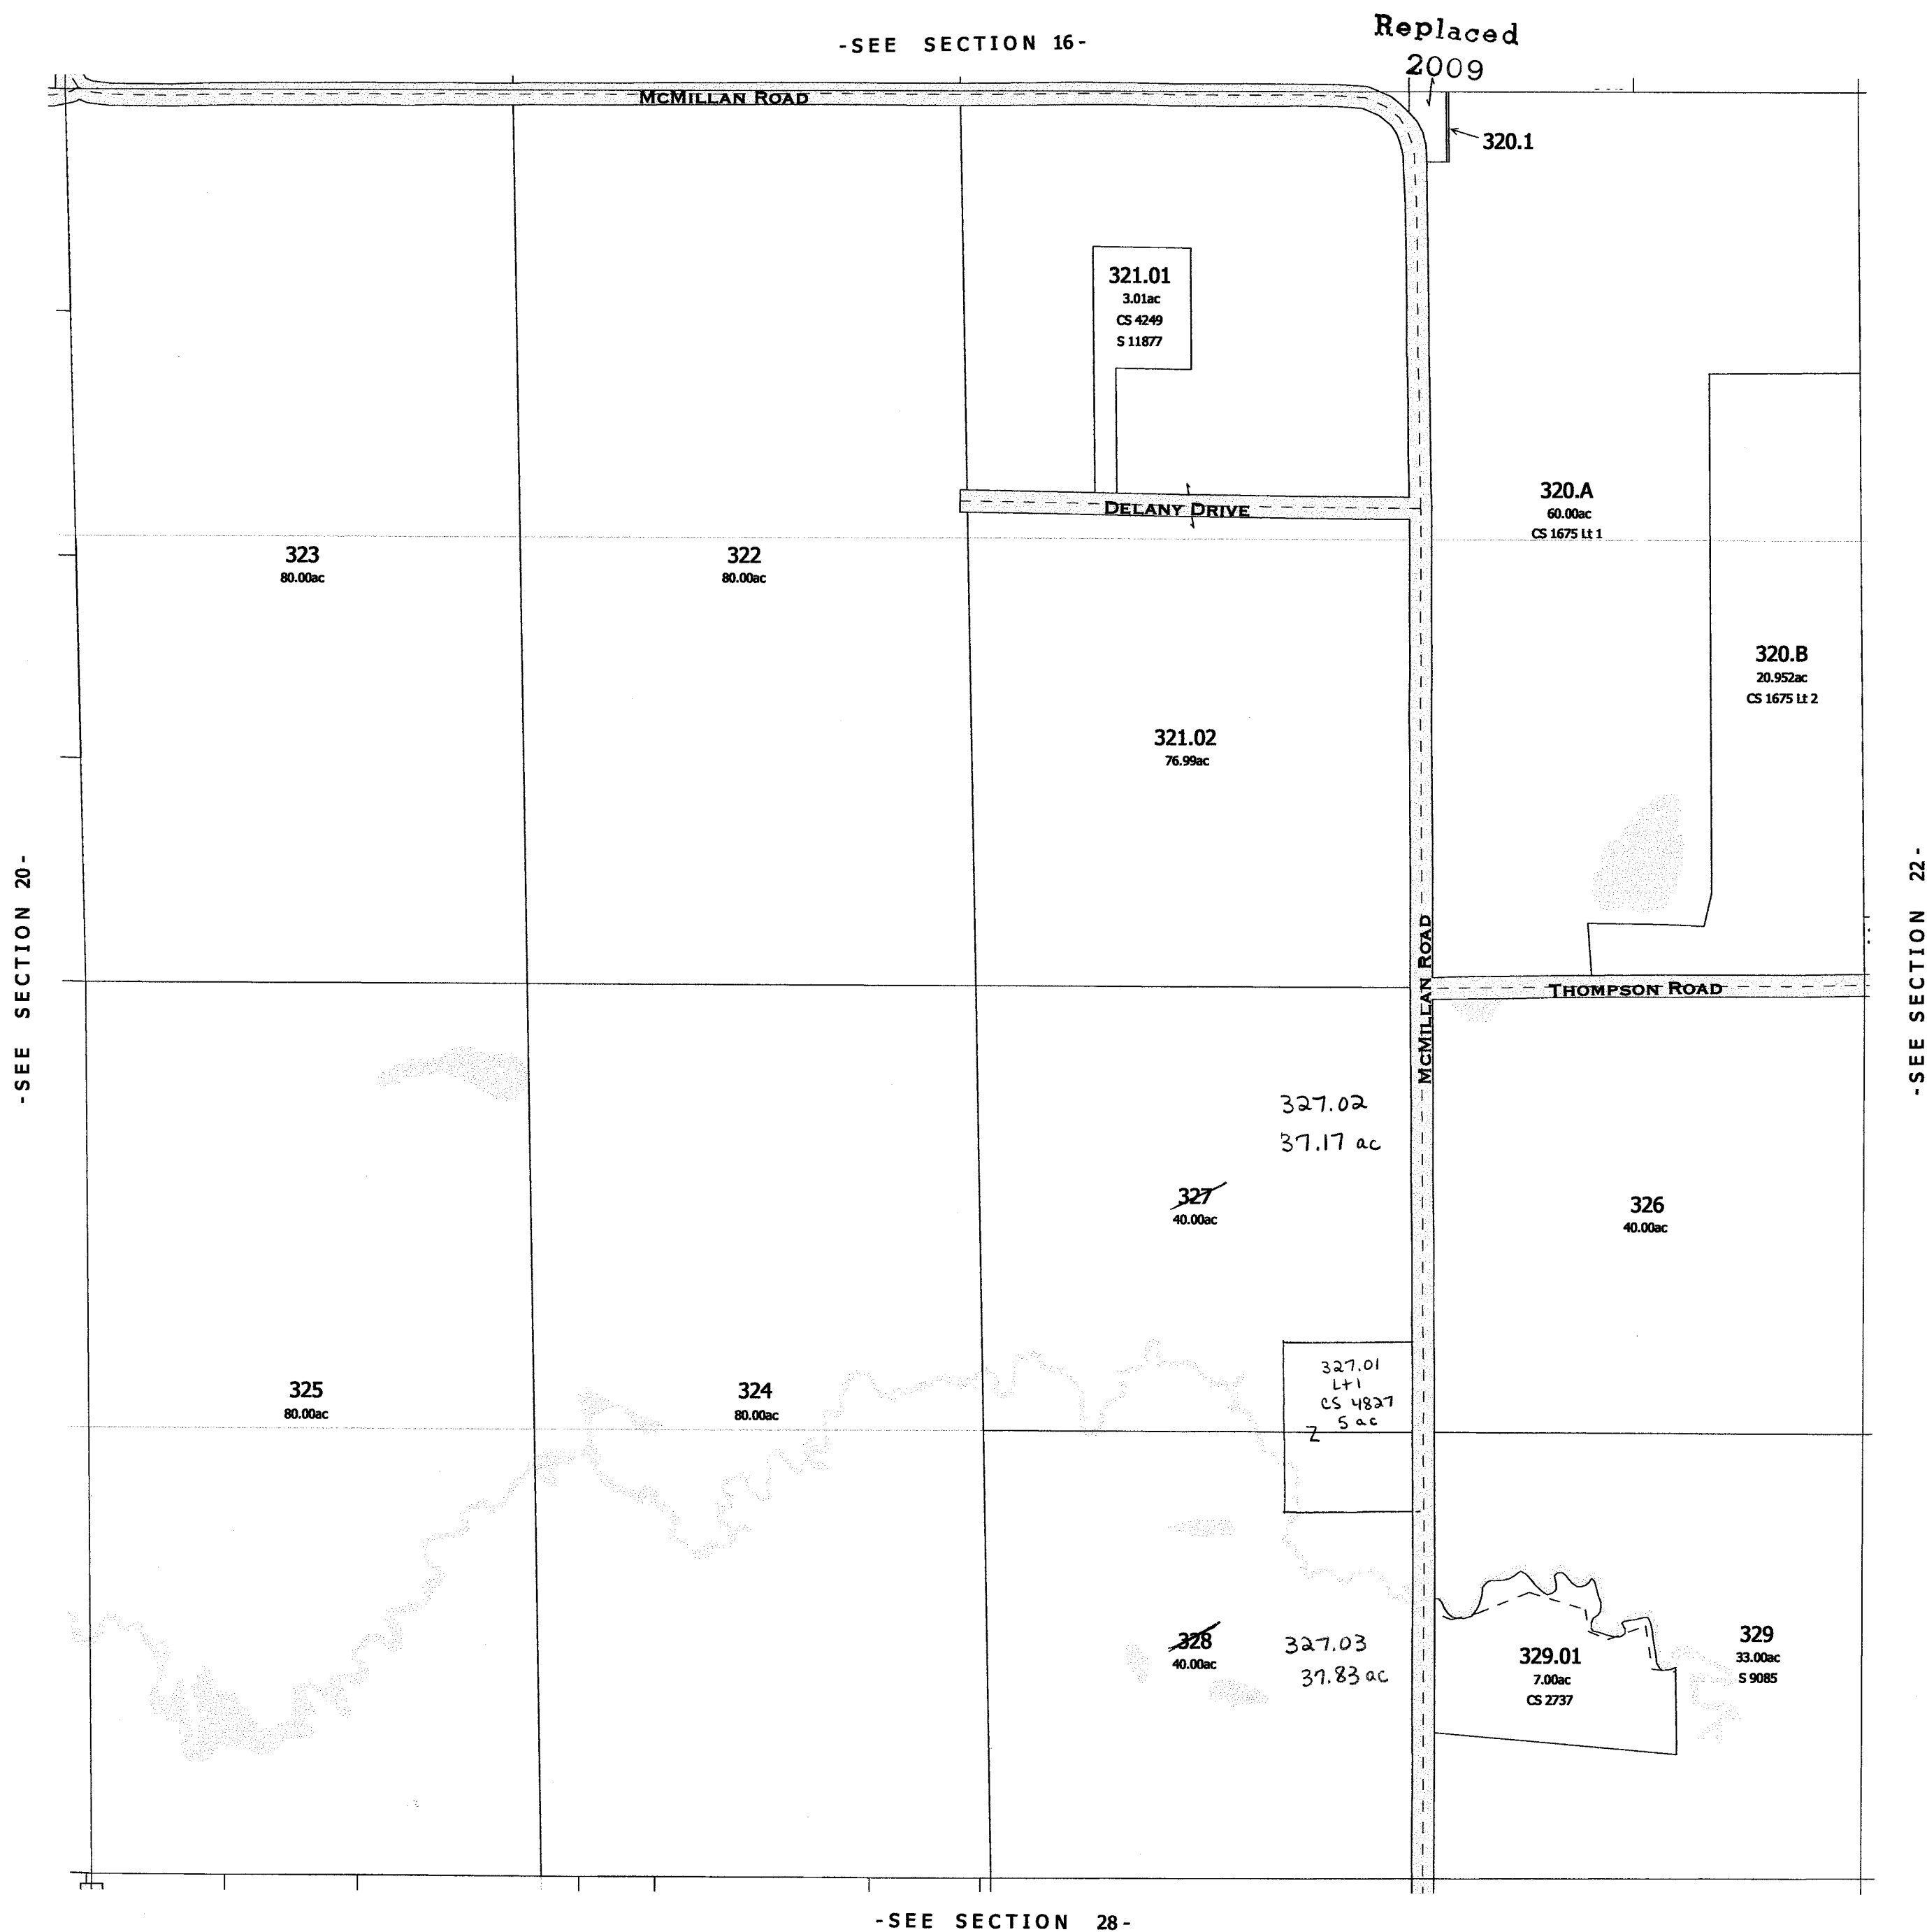 -SEE SECTION 16-
Replaced
2009
McMILLAN ROAD
320.1
321.01
3.01ac
CS 4249
S 11877
DELANY DRIVE
320.A
60.00ac
CS 1675 Lt 1
323
80.00ac
322
80.00ac
320.B
20.952ac
CS 1675 Lt 2
321.02
76.99ac
-SEE SECTION 20-
-SEE SECTION 22-
McMILLAN ROAD
THOMPSON ROAD
327.02
37.17 ac
327
40.00ac
326
40.00ac
327.01
Lt 1
CS 4827
5 ac
Z
325
80.00ac
324
80.00ac
328
40.00ac
327.03
37.83 ac
329.01
7.00ac
CS 2737
329
33.00ac
S 9085
-SEE SECTION 28-